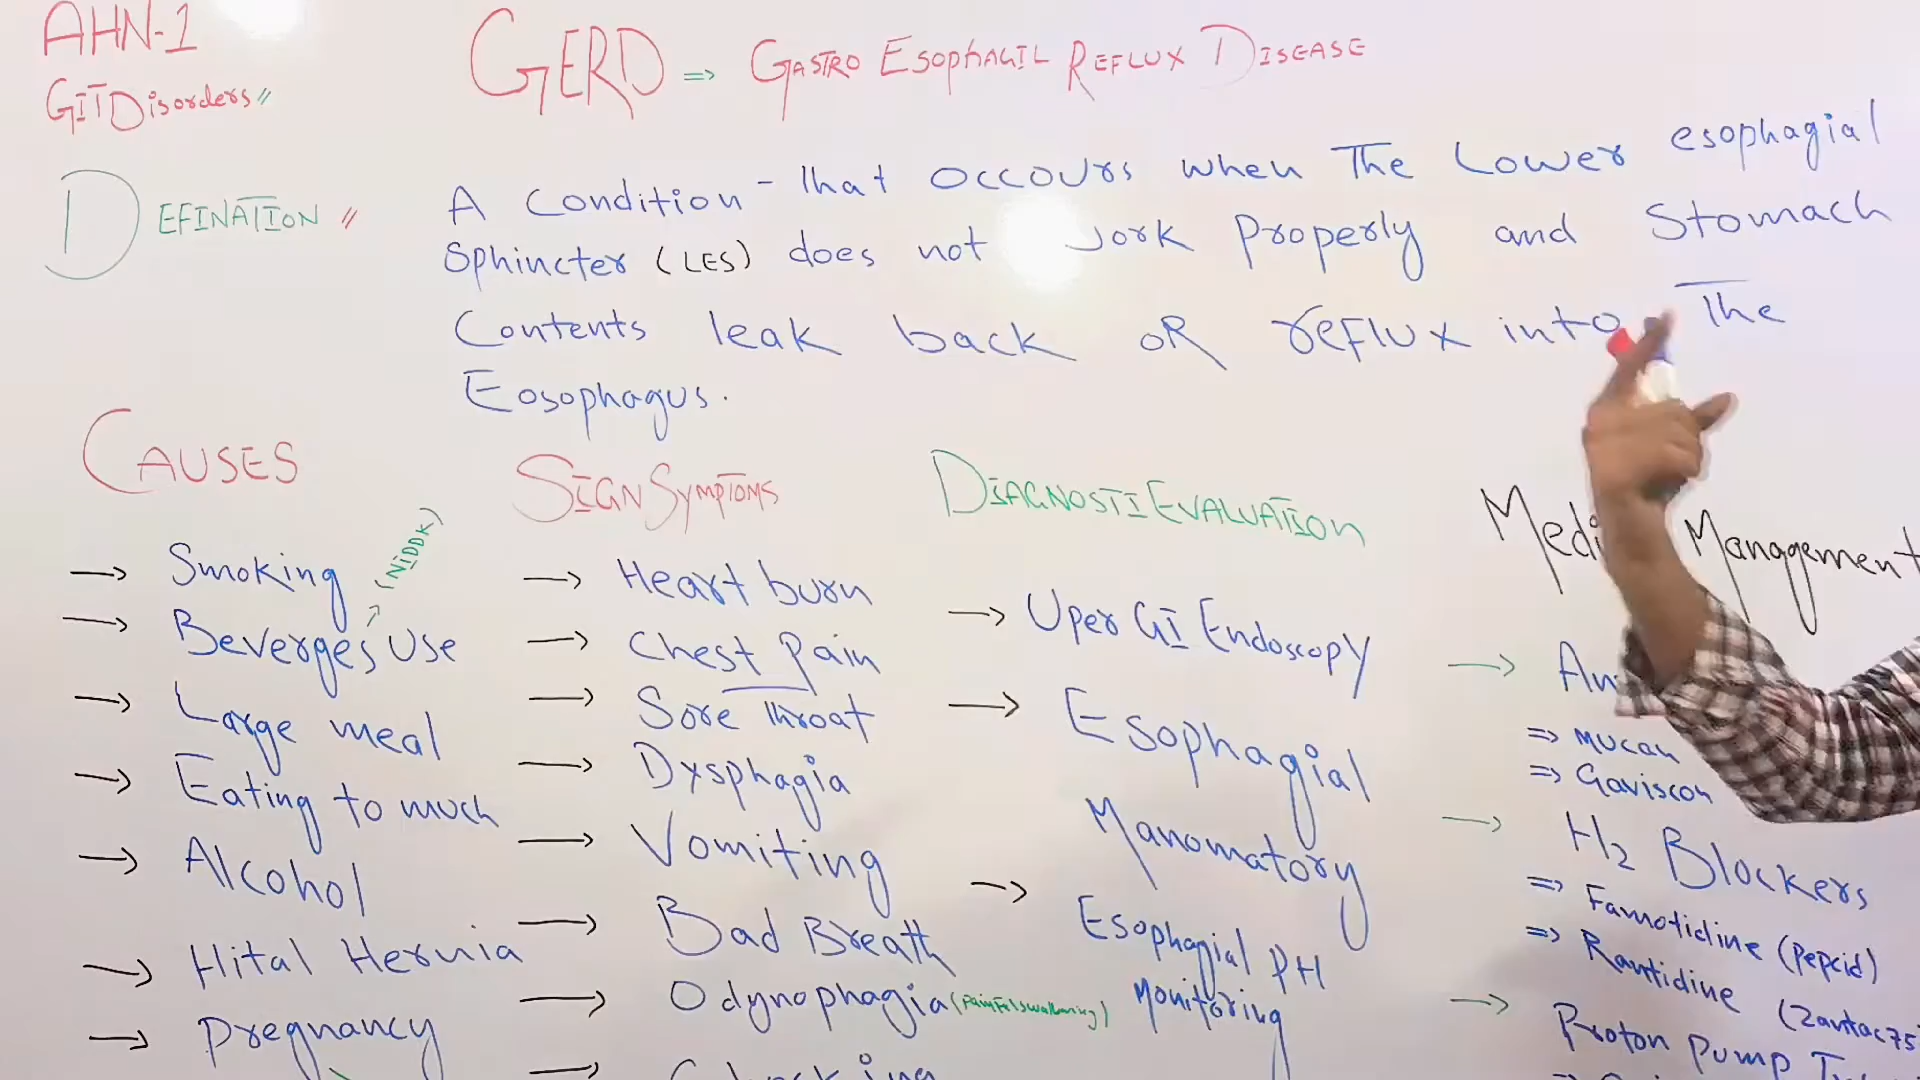 AHN-1
GIT Disorders //
GERD => GASTRO ESOPHAGIL REFLUX DISEASE
DEFINATION //
A Condition That OCCOURS when The Lower esophagial
Sphincter (LES) does not work Properly and Stomach
Contents leak back OR reflux into The
Eosophagus.
CAUSES
→ Smoking
→ Beverges Use
(NIDDK)
→ Large meal
→ Eating to much
→ Alcohol
→ Hital Hernia
→ Pregnancy
SIGN SYMPTOMS
→ Heart burn
→ Chest Pain
→ Sore Throat
→ Dysphagia
→ Vomiting
→ Bad Breath
→ Odynophagia (Painful Swallowing)
→
DIAGNOSTI EVALUATION
→ Uper GI Endoscopy
→ Esophagial
Manomatory
→ Esophagial PH
Monitoring
Management
→
=> Mucan
=> Gaviscon
→ H2 Blockers
=> Famotidine (Pepcid)
=> Rantidine (Zantac75
→ Proton Pump